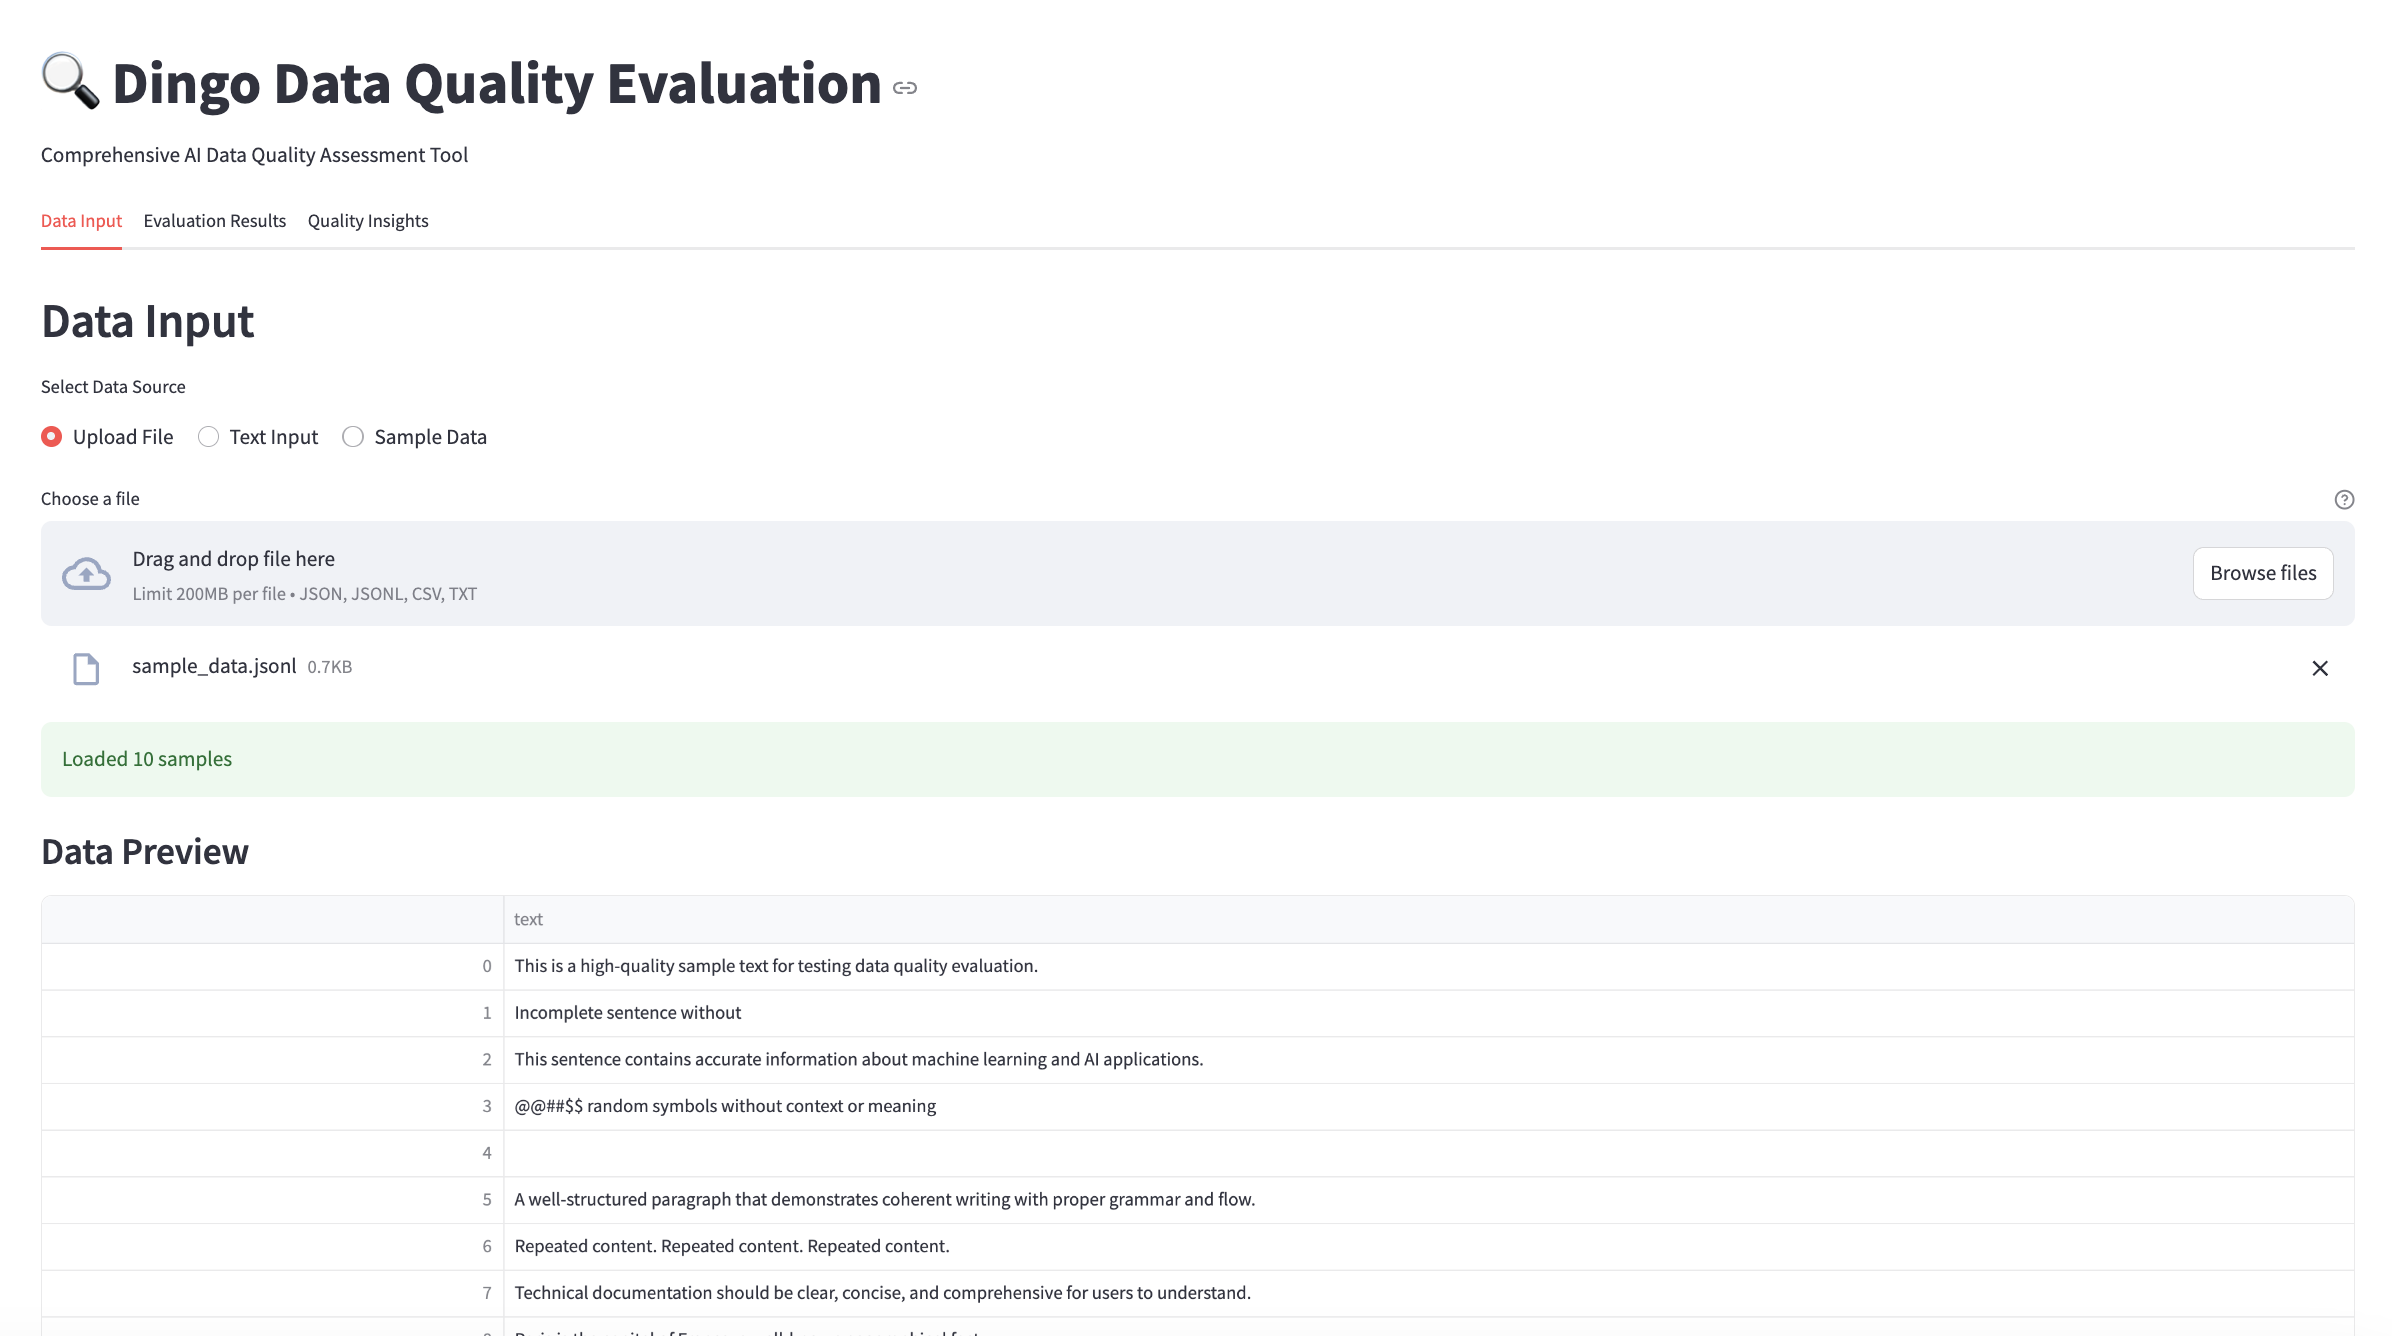 Dingo Data Quality Evaluation
Comprehensive AI Data Quality Assessment Tool
Data Input Evaluation Results Quality Insights
Data Input
Select Data Source
Upload File Text Input Sample Data
Choose a file
Drag and drop file here
Limit 200MB per file • JSON, JSONL, CSV, TXT
Browse files
sample_data.jsonl 0.7KB
Loaded 10 samples
Data Preview
text
0 This is a high-quality sample text for testing data quality evaluation.
1 Incomplete sentence without
2 This sentence contains accurate information about machine learning and AI applications.
3 @@##$$ random symbols without context or meaning
4
5 A well-structured paragraph that demonstrates coherent writing with proper grammar and flow.
6 Repeated content. Repeated content. Repeated content.
7 Technical documentation should be clear, concise, and comprehensive for users to understand.